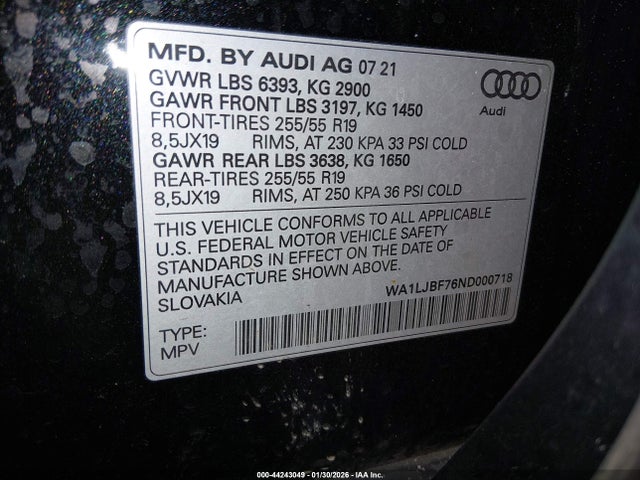 MFD. BY AUDI AG 07 21
GVWR LBS 6393, KG 2900
GAWR FRONT LBS 3197, KG 1450
FRONT-TIRES 255/55 R19
8,5JX19 RIMS, AT 230 KPA 33 PSI COLD
GAWR REAR LBS 3638, KG 1650
REAR-TIRES 255/55 R19
8,5JX19 RIMS, AT 250 KPA 36 PSI COLD
Audi
THIS VEHICLE CONFORMS TO ALL APPLICABLE
U.S. FEDERAL MOTOR VEHICLE SAFETY
STANDARDS IN EFFECT ON THE DATE OF
MANUFACTURE SHOWN ABOVE.
SLOVAKIA
WA1LJBF76ND000718
TYPE:
MPV
000-44243049 - 01/30/2026 - IAA Inc.